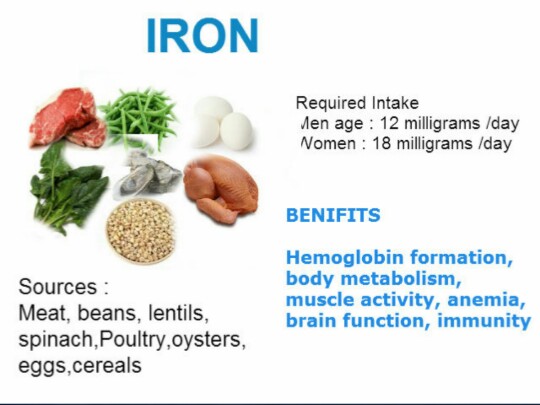 IRON
Required Intake
Men age : 12 milligrams /day
Women : 18 milligrams /day
BENIFITS
Hemoglobin formation,
body metabolism,
muscle activity, anemia,
brain function, immunity
Sources :
Meat, beans, lentils,
spinach,Poultry,oysters,
eggs,cereals